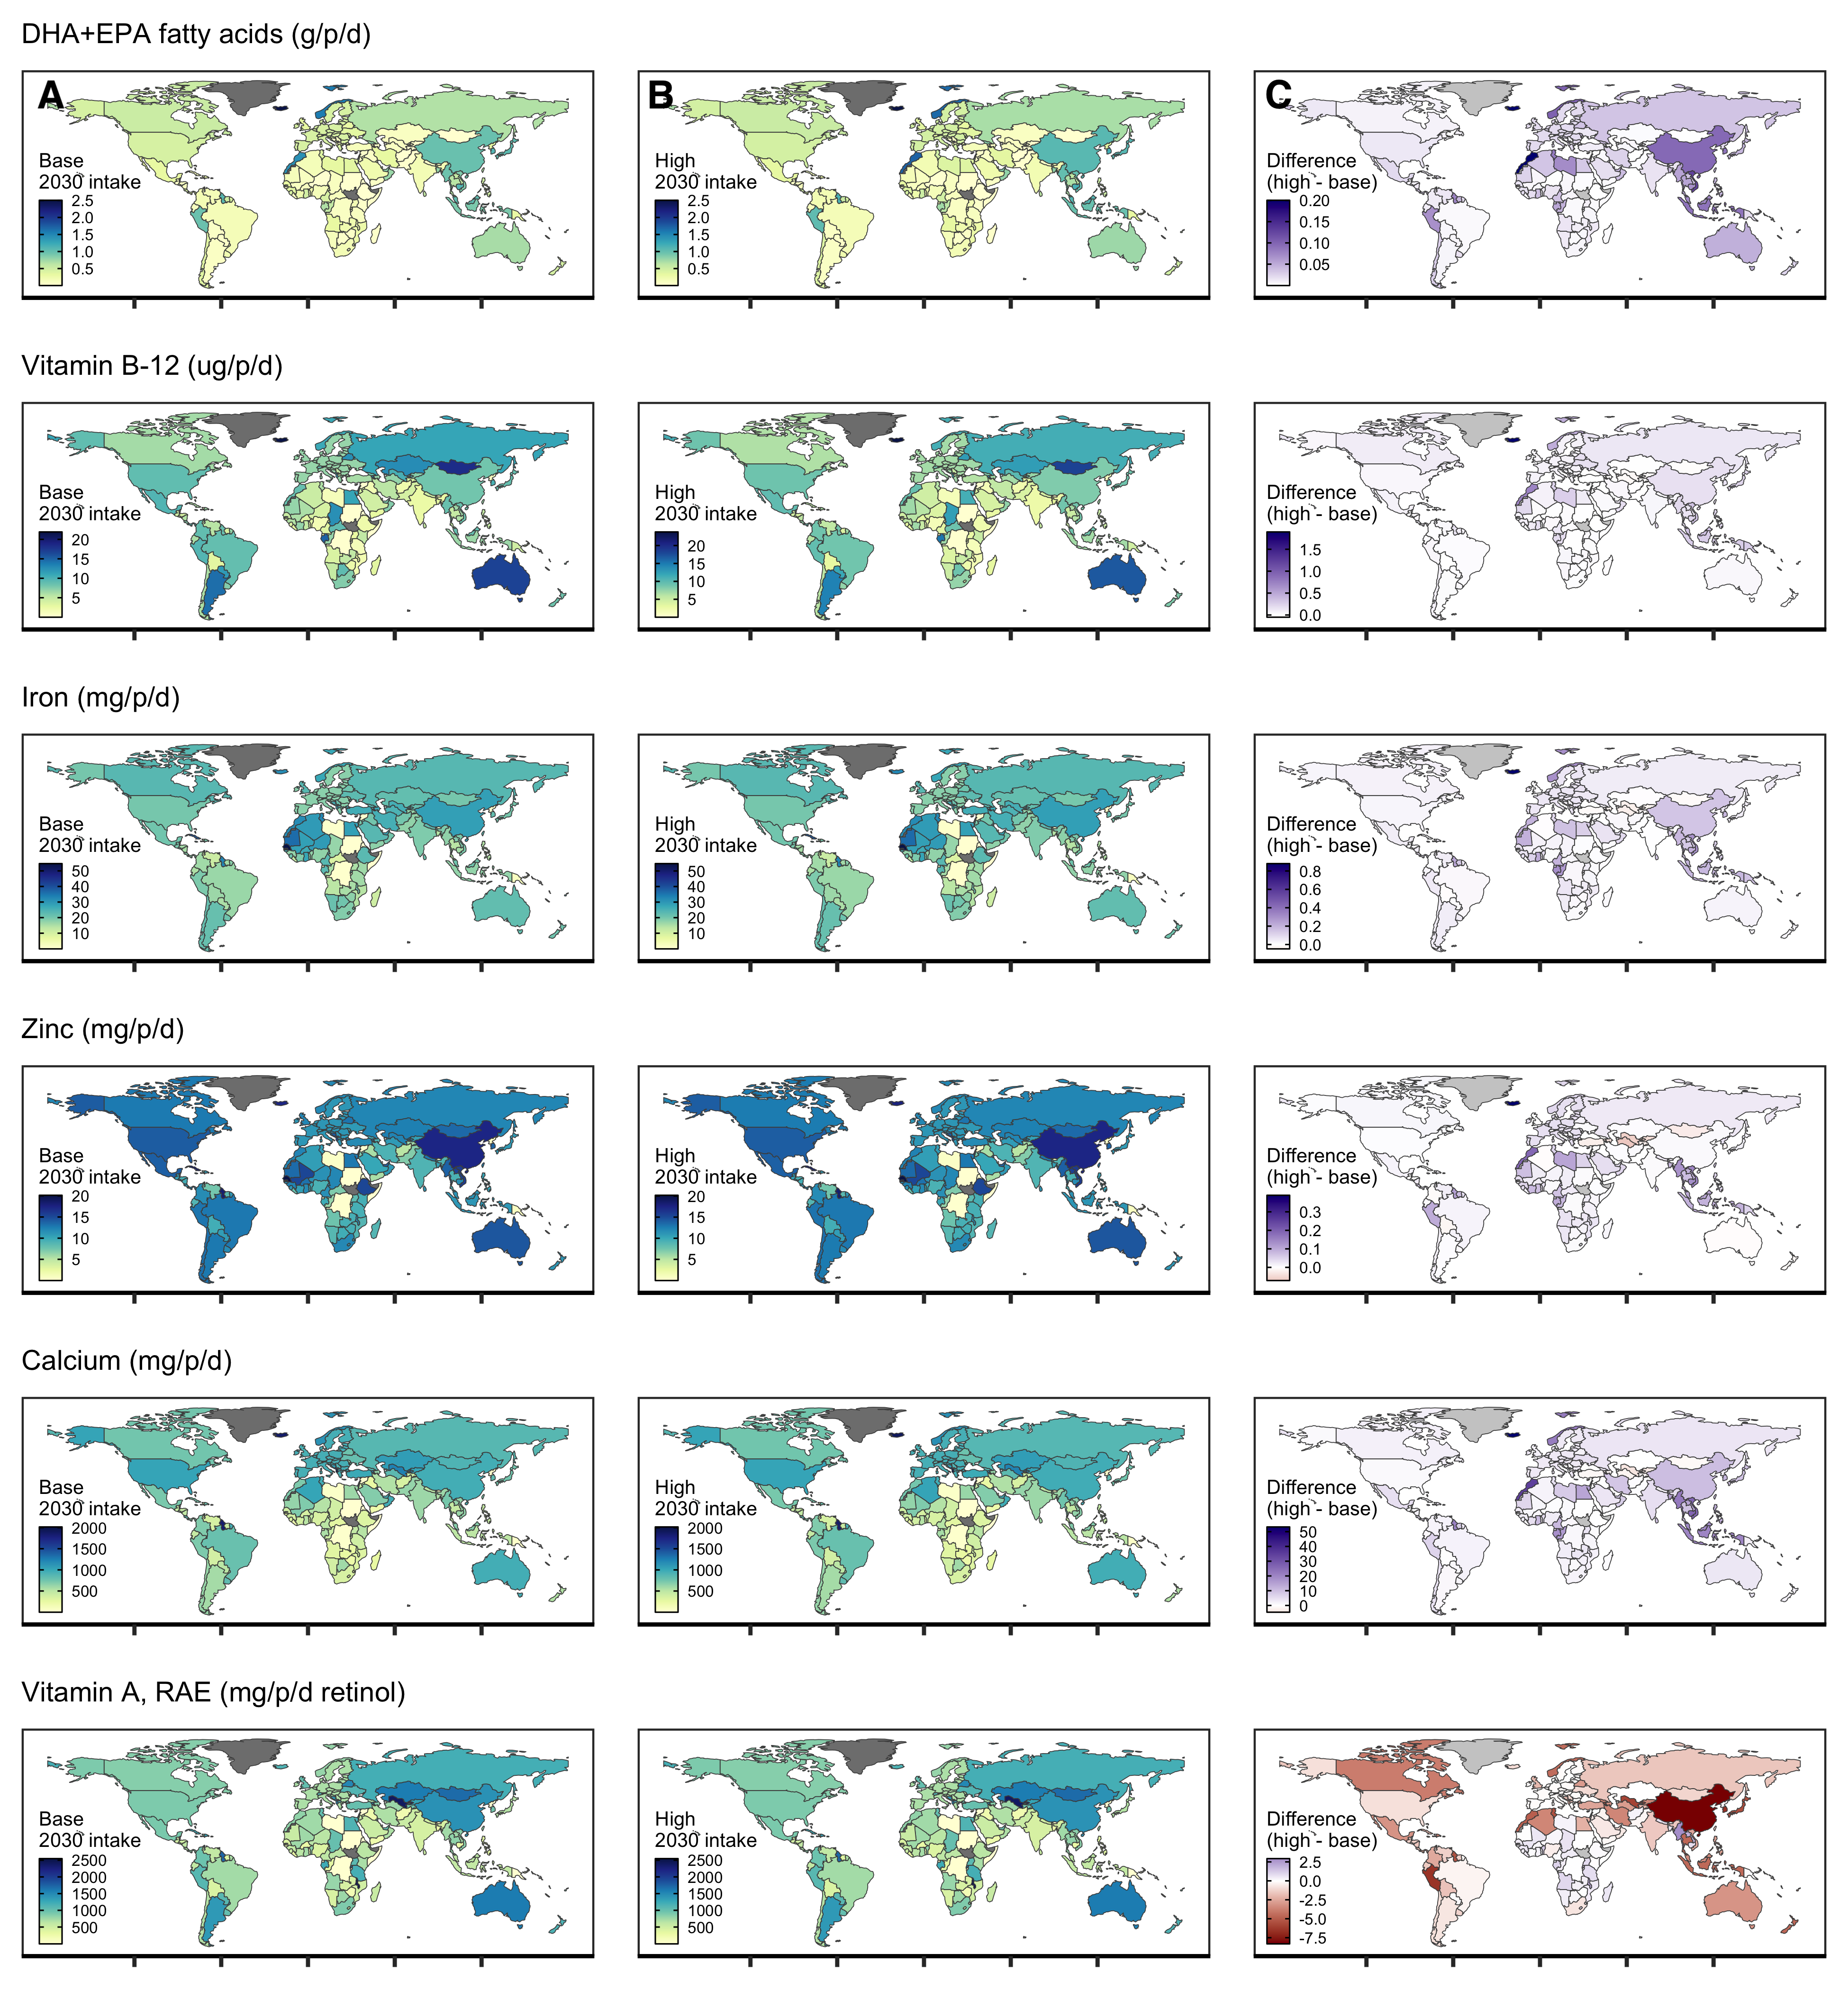 DHA+EPA fatty acids (g/p/d)
A
Base
2030 intake
2.5
2.0
1.5
1.0
0.5
B
High
2030 intake
2.5
2.0
1.5
1.0
0.5
C
Difference
(high - base)
0.20
0.15
0.10
0.05
Vitamin B-12 (ug/p/d)
Base
2030 intake
20
15
10
5
High
2030 intake
20
15
10
5
Difference
(high - base)
1.5
1.0
0.5
0.0
Iron (mg/p/d)
Base
2030 intake
50
40
30
20
10
High
2030 intake
50
40
30
20
10
Difference
(high - base)
0.8
0.6
0.4
0.2
0.0
Zinc (mg/p/d)
Base
2030 intake
20
15
10
5
High
2030 intake
20
15
10
5
Difference
(high - base)
0.3
0.2
0.1
0.0
Calcium (mg/p/d)
Base
2030 intake
2000
1500
1000
500
High
2030 intake
2000
1500
1000
500
Difference
(high - base)
50
40
30
20
10
0
Vitamin A, RAE (mg/p/d retinol)
Base
2030 intake
2500
2000
1500
1000
500
High
2030 intake
2500
2000
1500
1000
500
Difference
(high - base)
2.5
0.0
-2.5
-5.0
-7.5